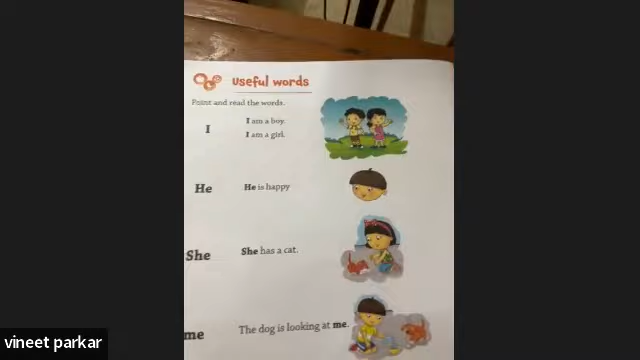 useful words
Point and read the words.
I
I am a boy.
I am a girl.
He
He is happy
She
She has a cat.
me
The dog is looking at me.
vineet parkar